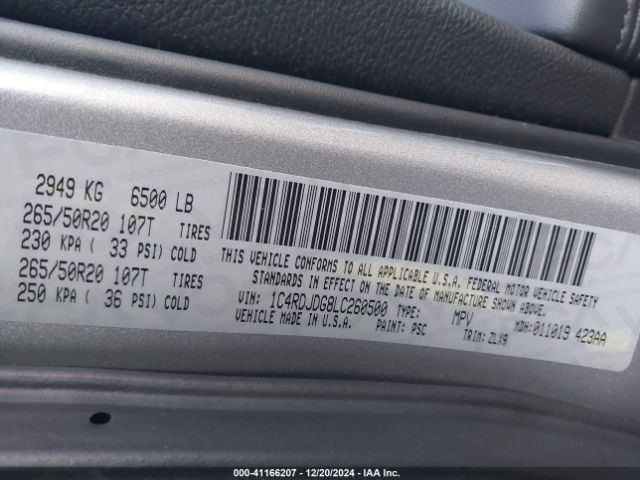 2949 KG 6500 LB
265/50R20 107T TIRES
230 KPA ( 33 PSI) COLD
265/50R20 107T TIRES
250 KPA ( 36 PSI) COLD
THIS VEHICLE CONFORMS TO ALL APPLICABLE U.S.A. FEDERAL MOTOR VEHICLE SAFETY
STANDARDS IN EFFECT ON THE DATE OF MANUFACTURE SHOWN ABOVE.
VIN: 1C4RDJDG8LC260500 TYPE: MPV MDH:011019 423AA
VEHICLE MADE IN U.S.A. PAINT: PSC TRIM:ZLX9
000-41166207 - 12/20/2024 - IAAI.COM